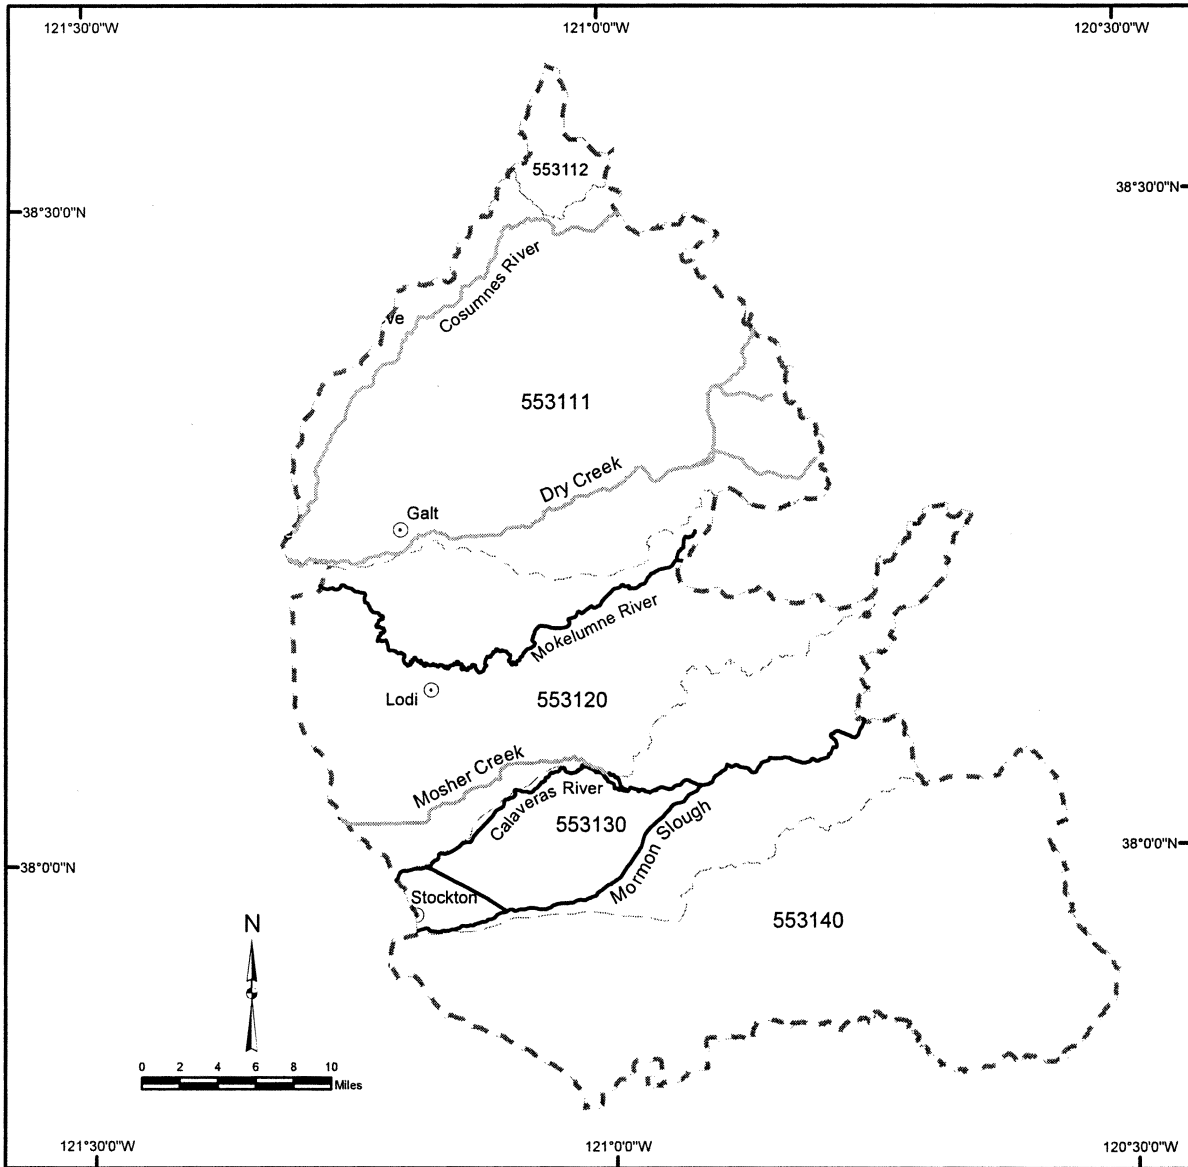 121°30'0"W
121°0'0"W
120°30'0"W
553112
38°30'0"N
38°30'0"N
Cosumnes River
ve
553111
Dry Creek
Galt
Mokelumne River
Lodi
553120
Mosher Creek
Calaveras River
553130
Mormon Slough
38°0'0"N
38°0'0"N
Stockton
553140
N
0 2 4 6 8 10
Miles
121°30'0"W
121°0'0"W
120°30'0"W